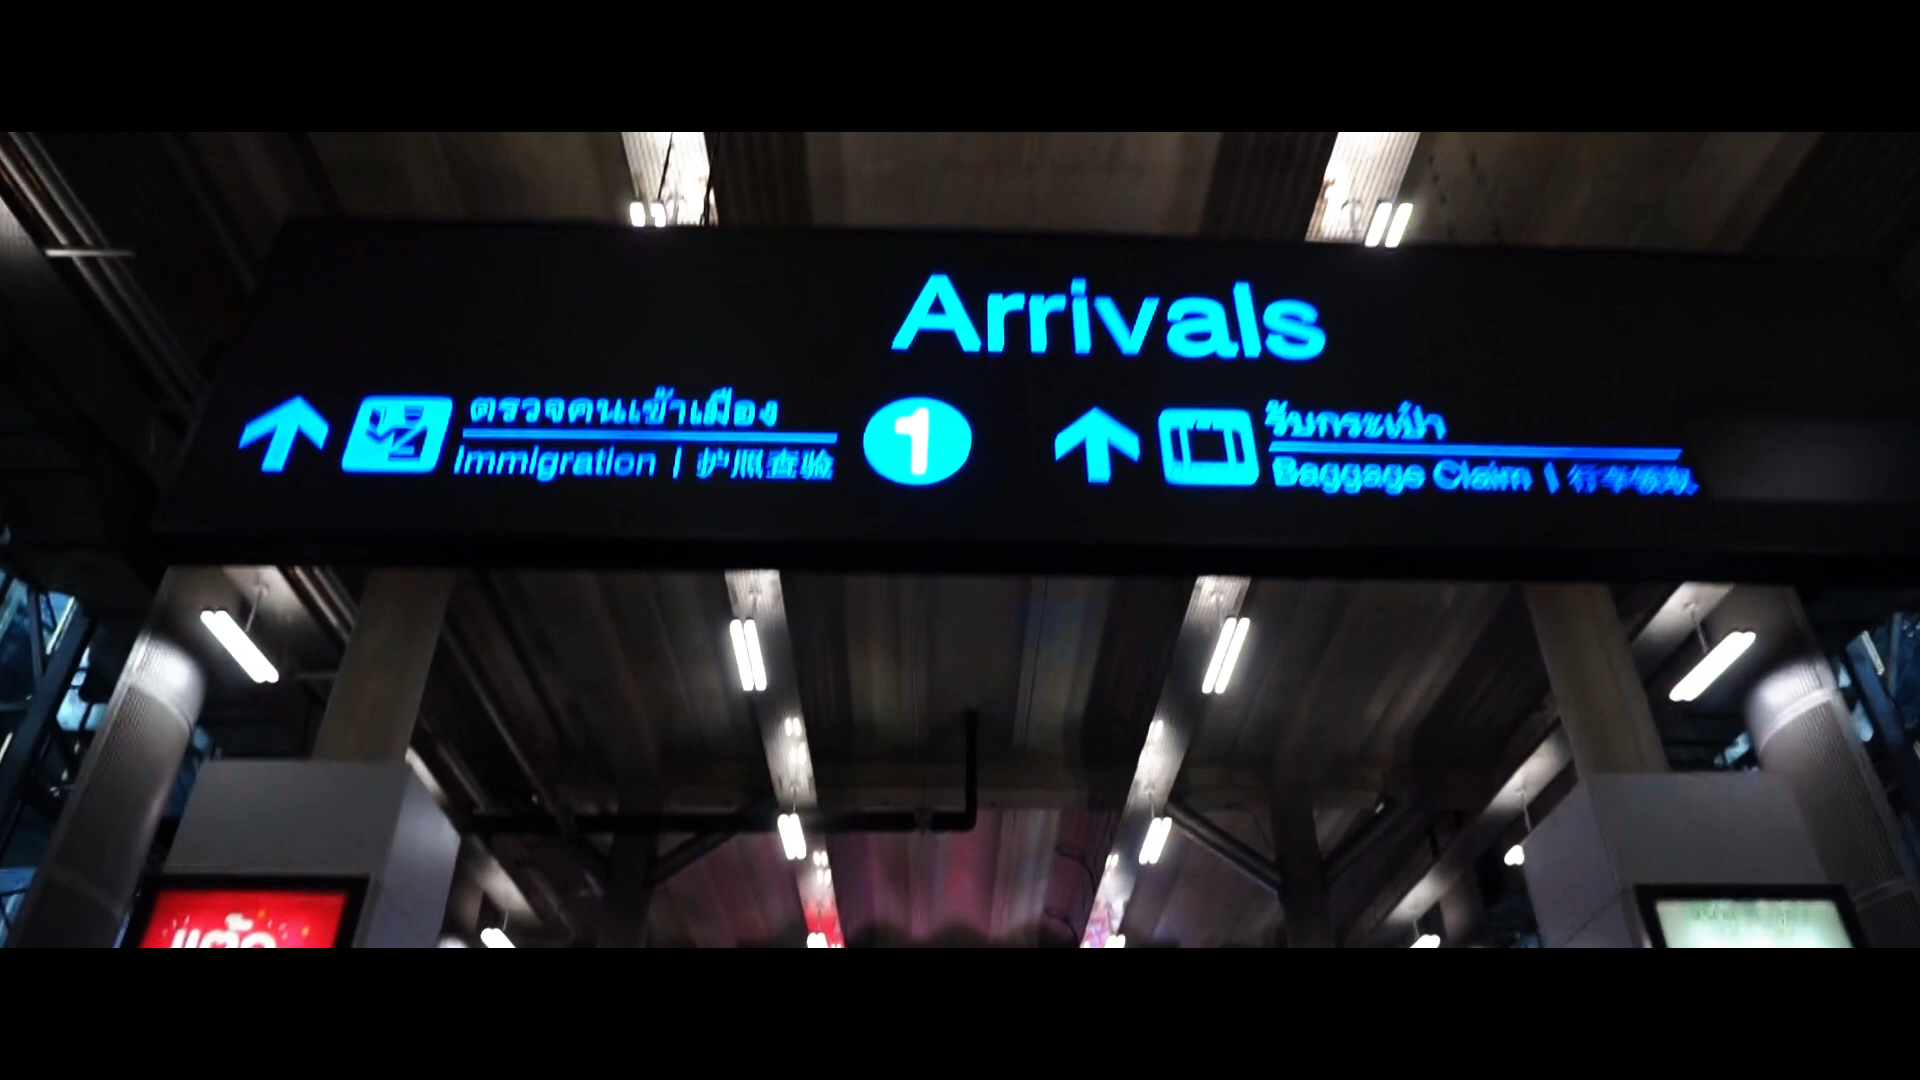 Arrivals
ตรวจคนเข้าเมือง
Immigration | 护照查验
1
รับกระเป๋า
Baggage Claim |